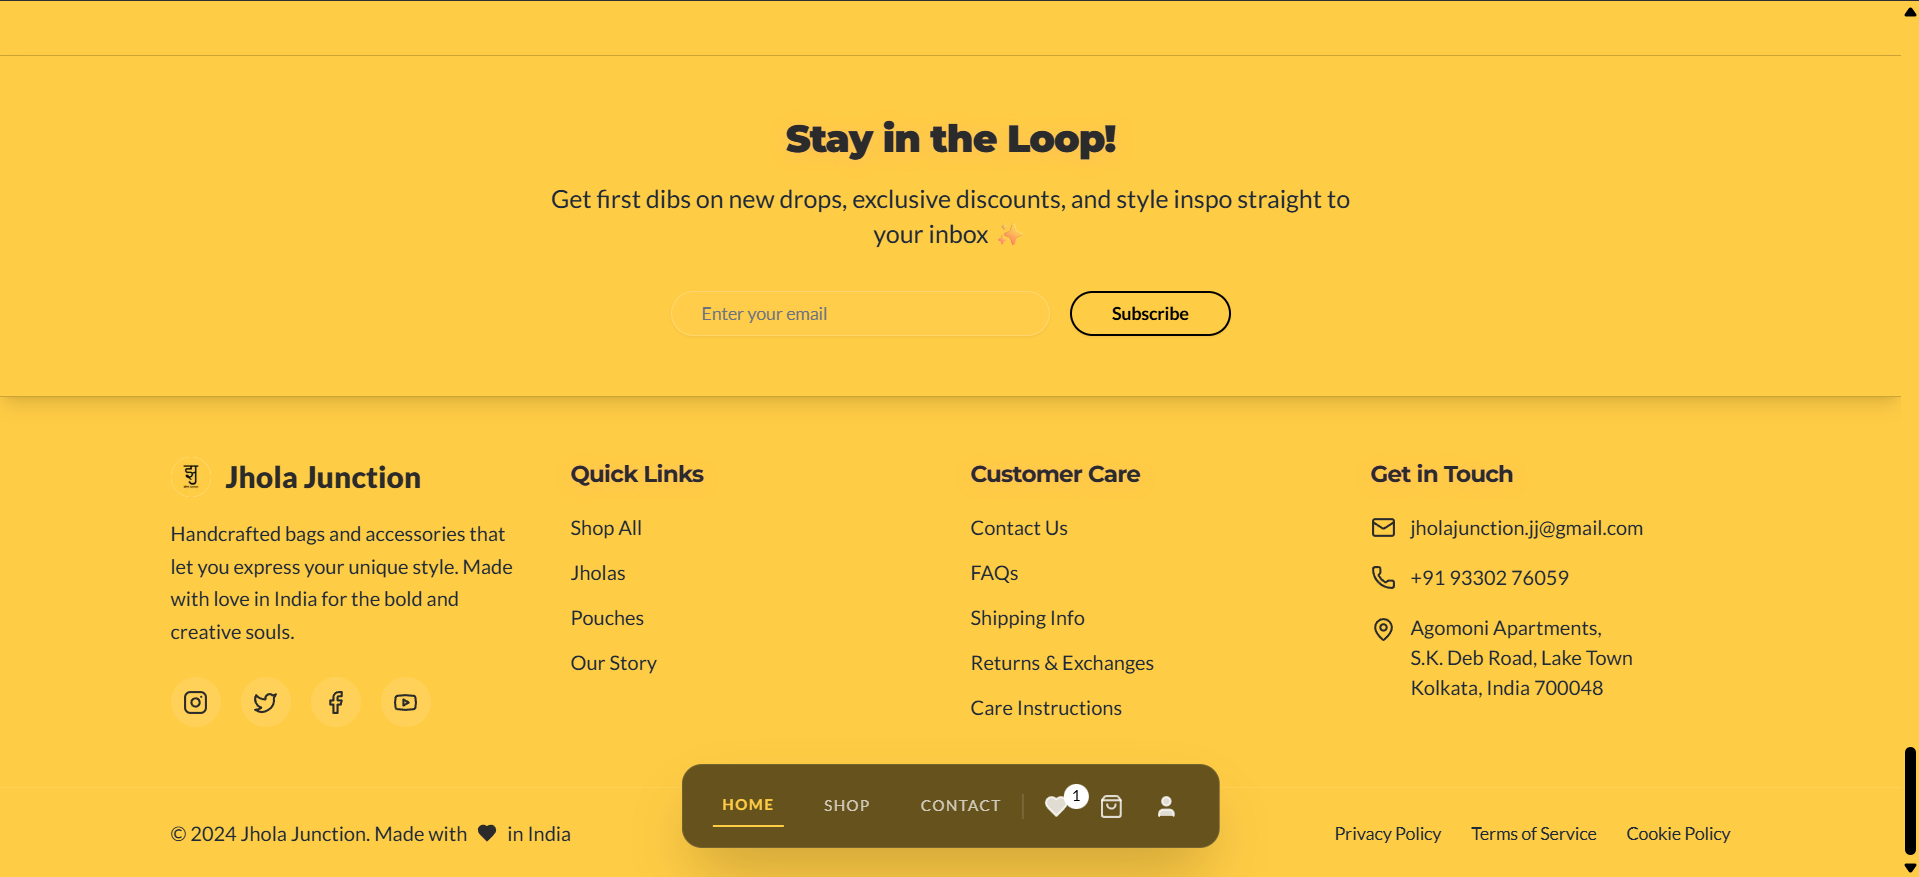 Stay in the Loop!
Get first dibs on new drops, exclusive discounts, and style inspo straight to
your inbox ✨
Enter your email
Subscribe
Jhola Junction
Handcrafted bags and accessories that
let you express your unique style. Made
with love in India for the bold and
creative souls.
Quick Links
Shop All
Jholas
Pouches
Our Story
Customer Care
Contact Us
FAQs
Shipping Info
Returns & Exchanges
Care Instructions
Get in Touch
jholajunction.jj@gmail.com
+91 93302 76059
Agomoni Apartments,
S.K. Deb Road, Lake Town
Kolkata, India 700048
HOME
SHOP
CONTACT
1
© 2024 Jhola Junction. Made with 🖤 in India
Privacy Policy
Terms of Service
Cookie Policy